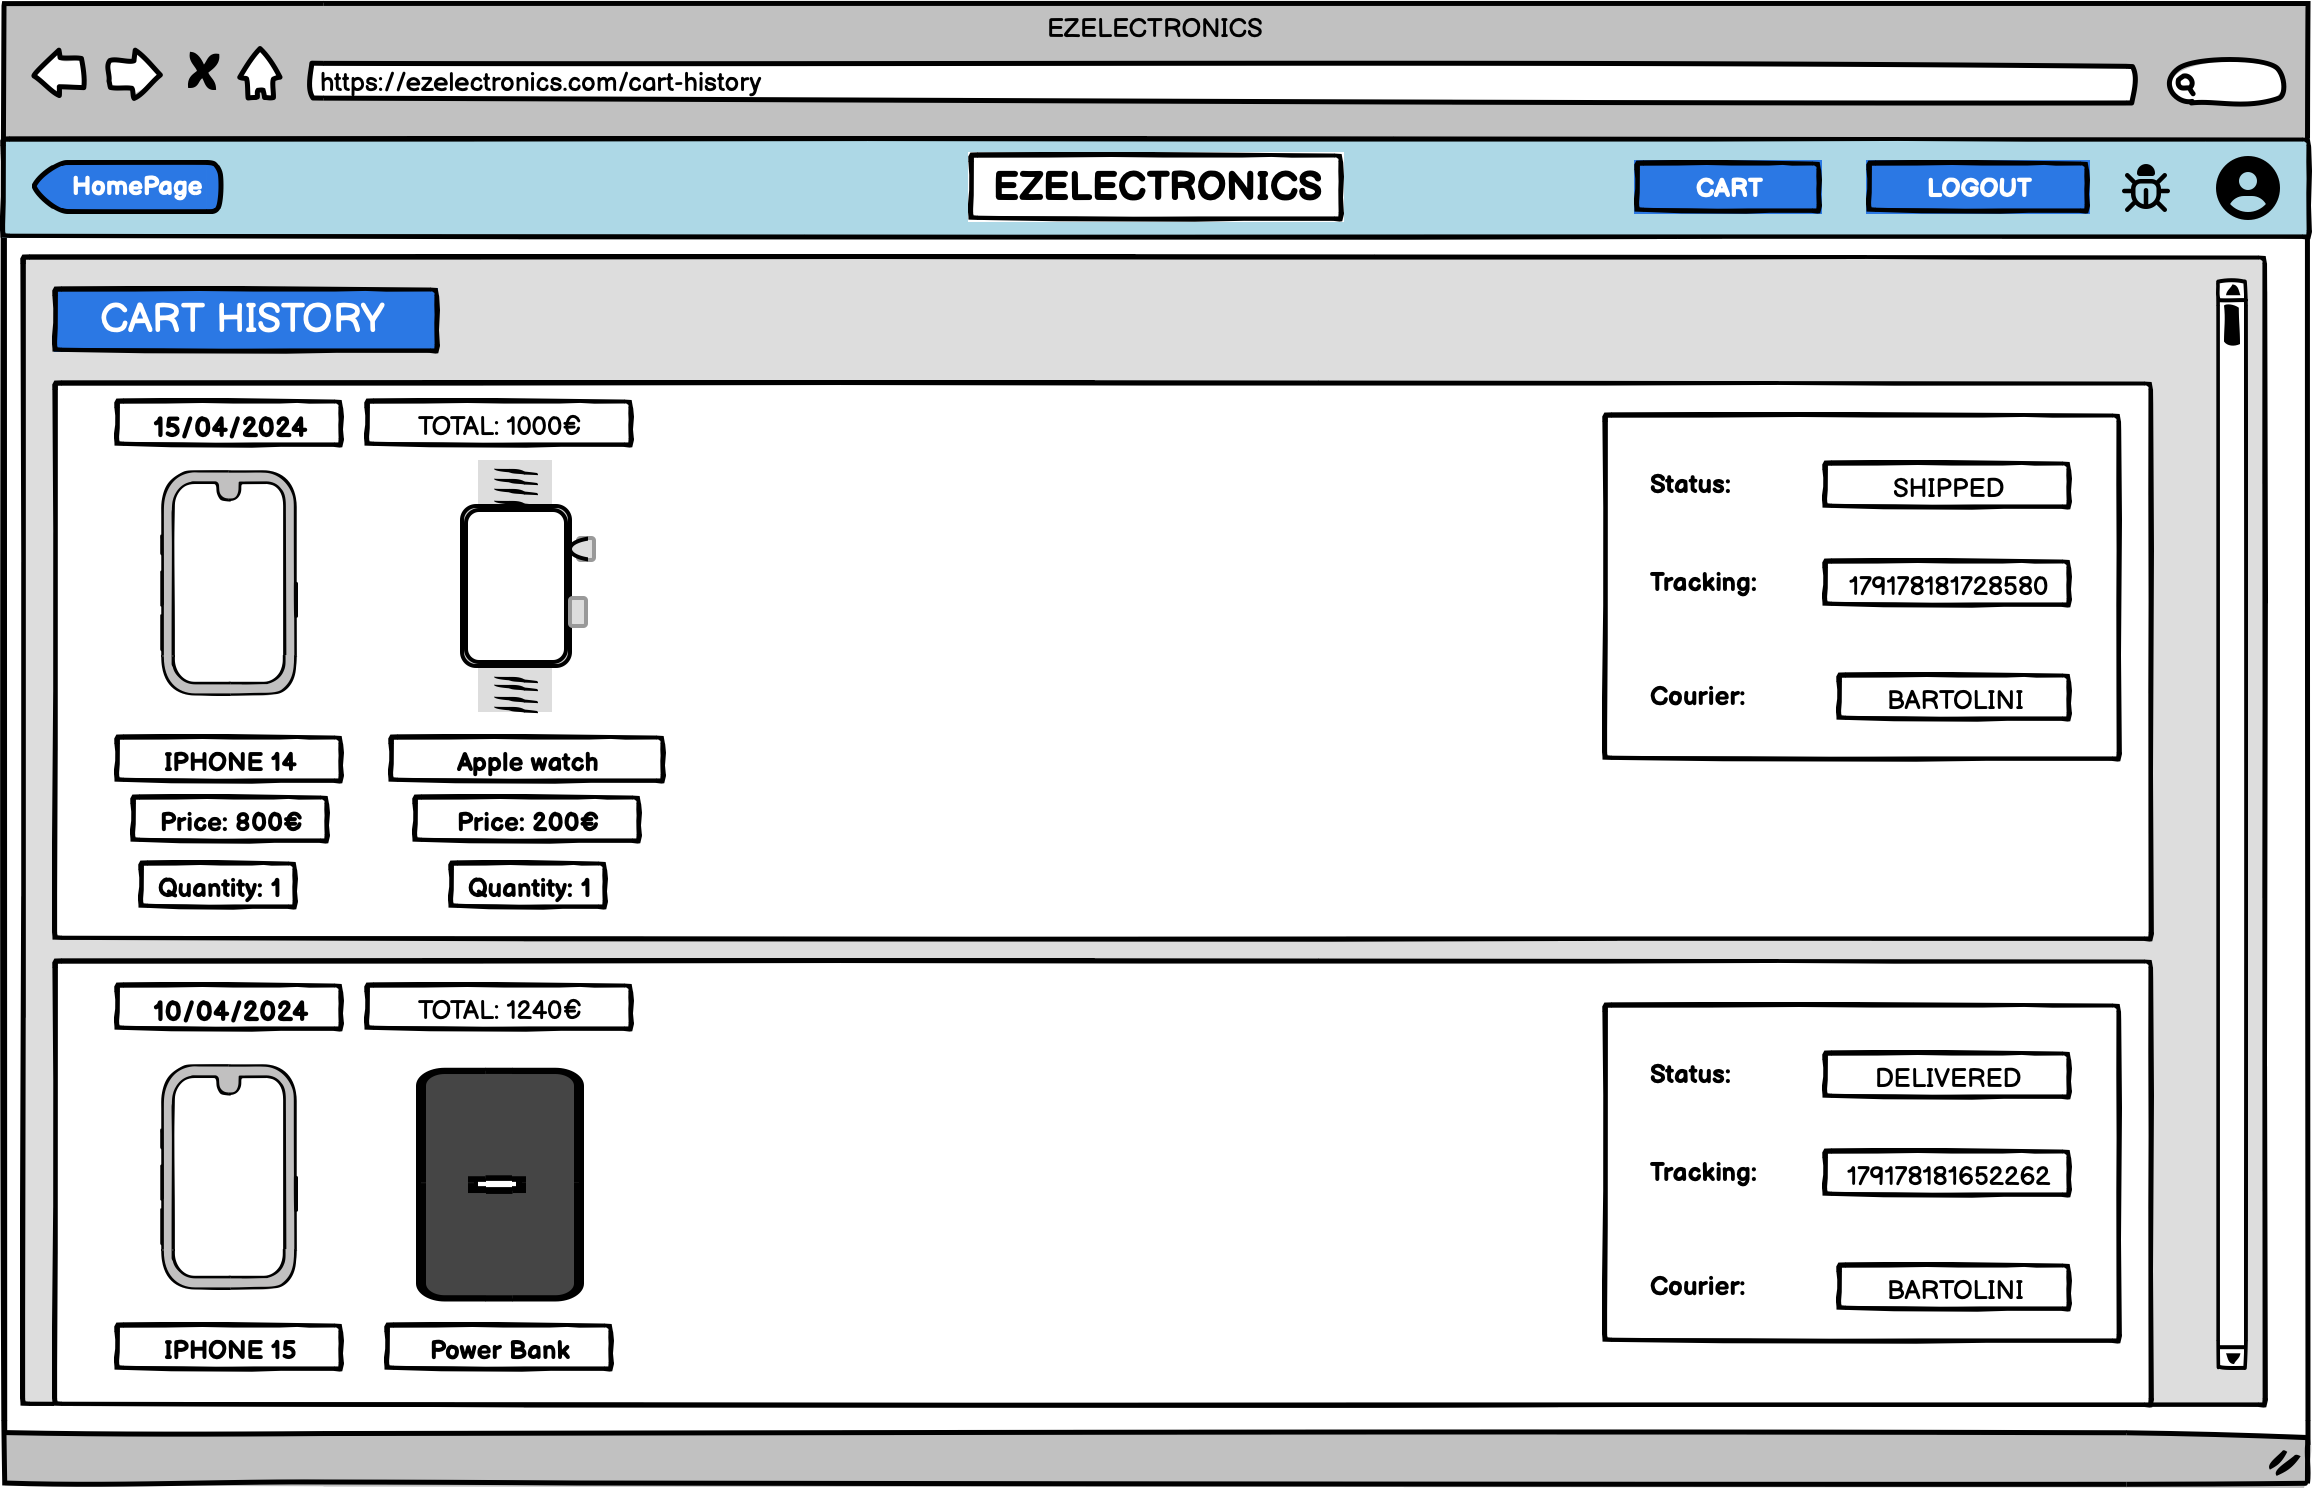 EZELECTRONICS
https://ezelectronics.com/cart-history
HomePage
EZELECTRONICS
CART
LOGOUT
CART HISTORY
15/04/2024
TOTAL: 1000€
Status:
SHIPPED
Tracking:
179178181728580
Courier:
BARTOLINI
IPHONE 14
Apple watch
Price: 800€
Price: 200€
Quantity: 1
Quantity: 1
10/04/2024
TOTAL: 1240€
Status:
DELIVERED
Tracking:
179178181652262
Courier:
BARTOLINI
IPHONE 15
Power Bank